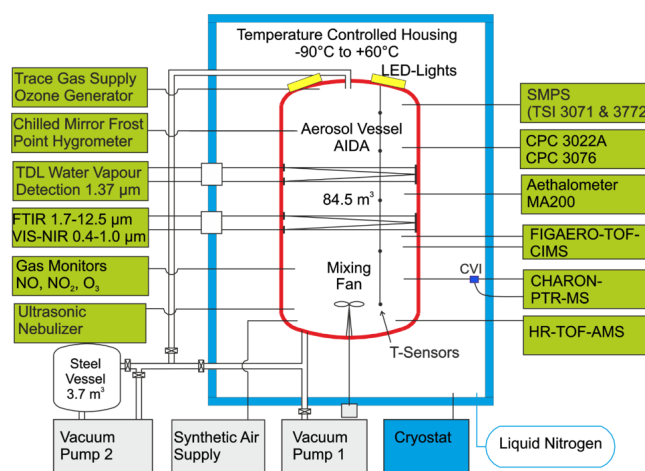 Temperature Controlled Housing
-90°C to +60°C
LED-Lights
Trace Gas Supply
Ozone Generator
Chilled Mirror Frost
Point Hygrometer
TDL Water Vapour
Detection 1.37 µm
FTIR 1.7-12.5 µm
VIS-NIR 0.4-1.0 µm
Gas Monitors
NO, NO₂, O₃
Ultrasonic
Nebulizer
Aerosol Vessel
AIDA
84.5 m³
Mixing
Fan
T-Sensors
SMPS
(TSI 3071 & 3772)
CPC 3022A
CPC 3076
Aethalometer
MA200
FIGAERO-TOF-
CIMS
CVI
CHARON-
PTR-MS
HR-TOF-AMS
Steel
Vessel
3.7 m³
Vacuum
Pump 2
Synthetic Air
Supply
Vacuum
Pump 1
Cryostat
Liquid Nitrogen